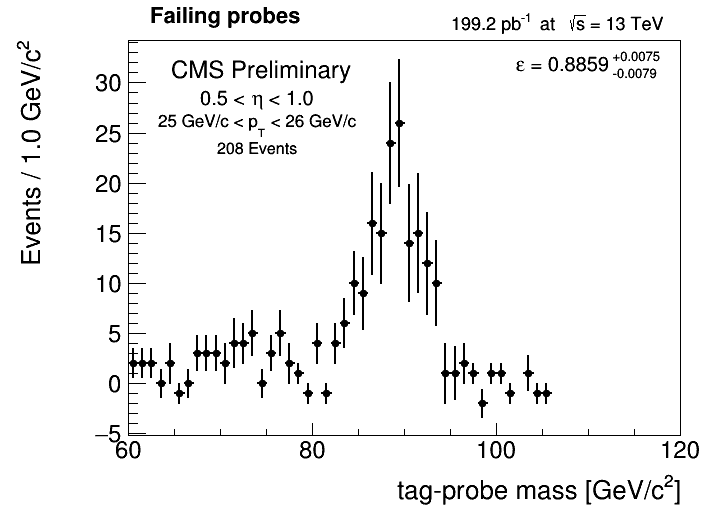 Failing probes
199.2 pb⁻¹ at √s = 13 TeV
Events / 1.0 GeV/c²
CMS Preliminary
0.5 < η < 1.0
25 GeV/c < p_T < 26 GeV/c
208 Events
ε = 0.8859 +0.0075 -0.0079
30
25
20
15
10
5
0
−5
60 80 100 120
tag-probe mass [GeV/c²]